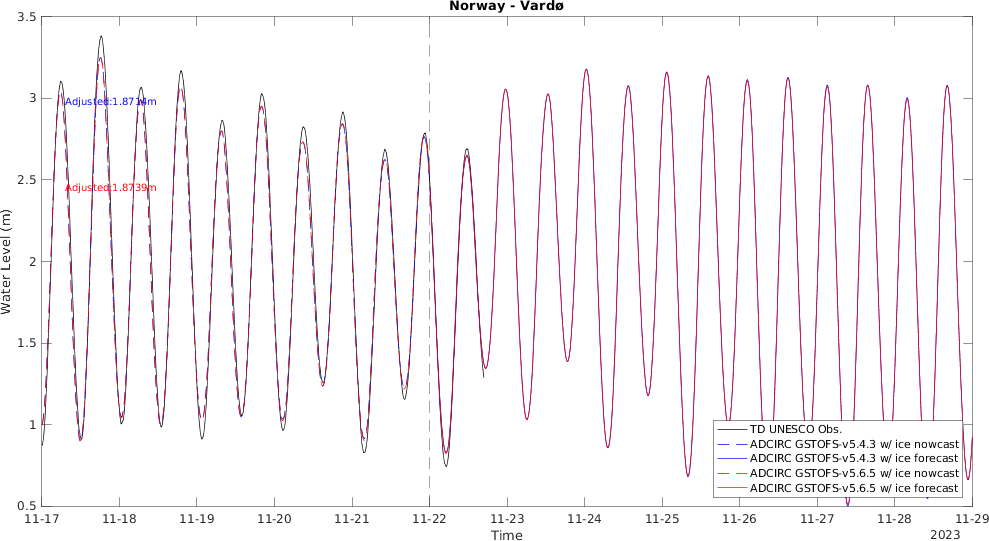 Norway - Vardø
3.5
3
2.5
2
1.5
1
0.5
Water Level (m)
Adjusted:1.8714m
Adjusted:1.8739m
TD UNESCO Obs.
ADCIRC GSTOFS-v5.4.3 w/ ice nowcast
ADCIRC GSTOFS-v5.4.3 w/ ice forecast
ADCIRC GSTOFS-v5.6.5 w/ ice nowcast
ADCIRC GSTOFS-v5.6.5 w/ ice forecast
11-17 11-18 11-19 11-20 11-21 11-22 11-23 11-24 11-25 11-26 11-27 11-28 11-29
Time
2023